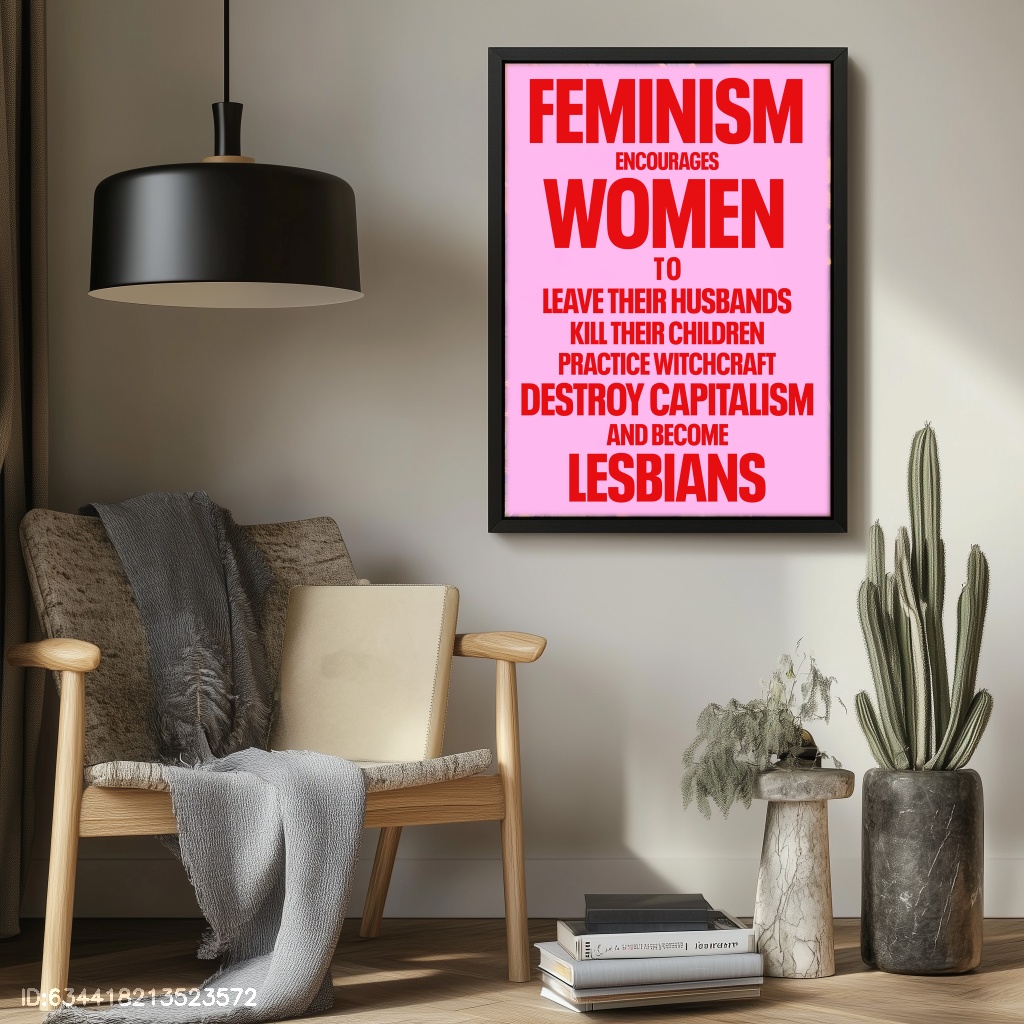 FEMINISM
ENCOURAGES
WOMEN
TO
LEAVE THEIR HUSBANDS
KILL THEIR CHILDREN
PRACTICE WITCHCRAFT
DESTROY CAPITALISM
AND BECOME
LESBIANS
ID:634418213523572